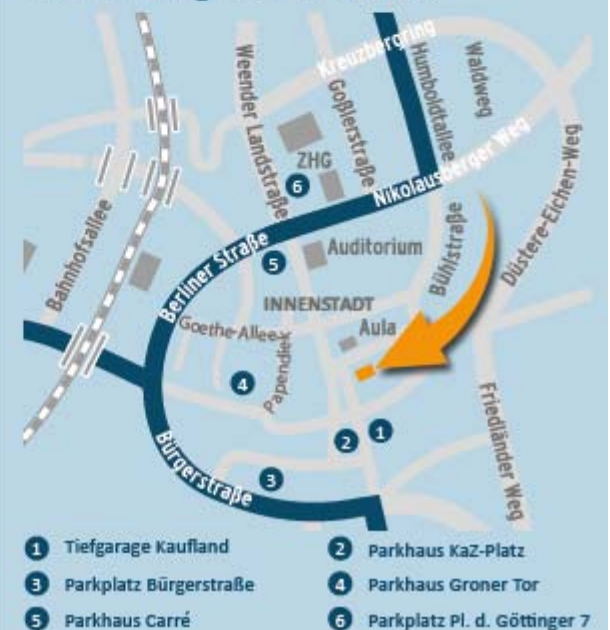 Kreuzbergring
Weender Landstraße
Goßlerstraße
Humboldtallee
Waldweg
ZHG
6
Nikolausberger Weg
Düstere-Eichen-Weg
Bahnhofsallee
Berliner Straße
5
Auditorium
Bühlstraße
INNENSTADT
Goethe-Allee
Aula
Papendiek
4
Friedländer Weg
2
1
Bürgerstraße
3
1 Tiefgarage Kaufland
2 Parkhaus KaZ-Platz
3 Parkplatz Bürgerstraße
4 Parkhaus Groner Tor
5 Parkhaus Carré
6 Parkplatz Pl. d. Göttinger 7